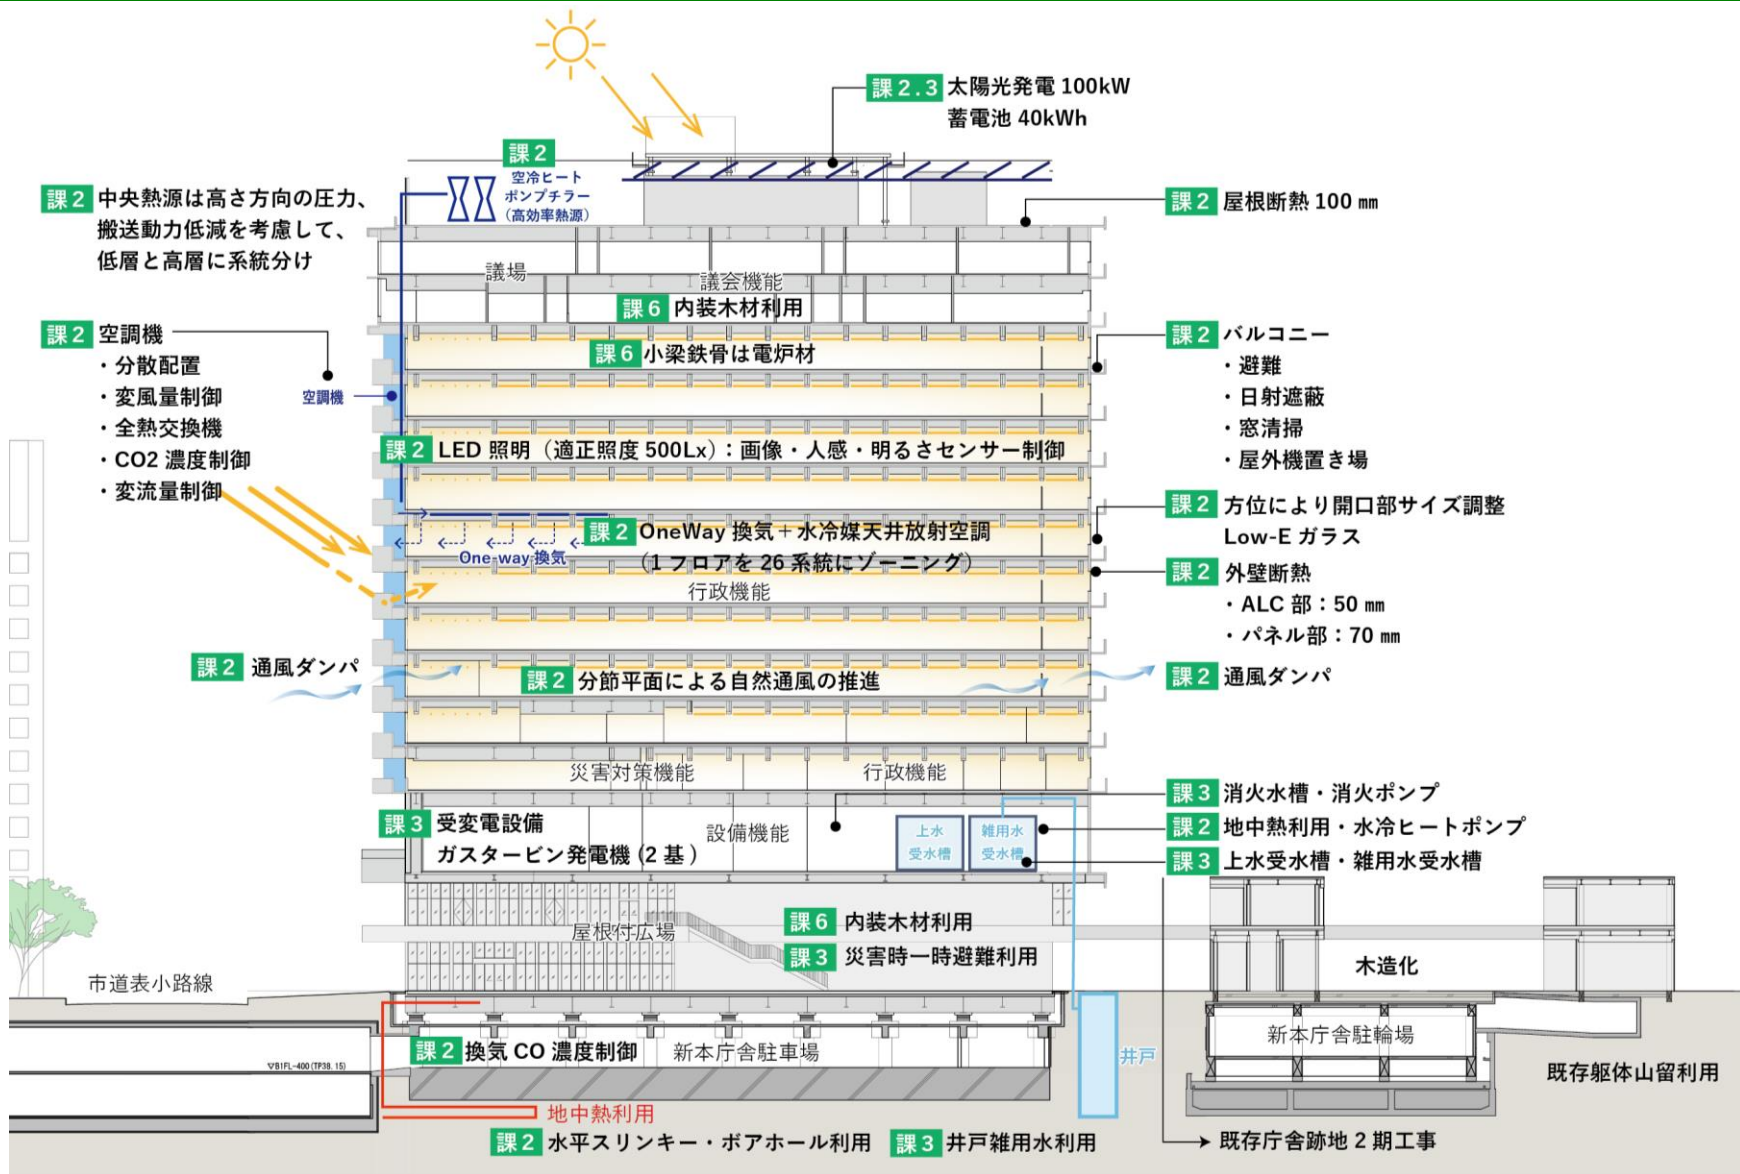 課2.3 太陽光発電 100kW
蓄電池 40kWh
課2
空冷ヒート
ポンプチラー
（高効率熱源）
課2 中央熱源は高さ方向の圧力、
搬送動力低減を考慮して、
低層と高層に系統分け
課2 屋根断熱 100 ㎜
議場
議会機能
課6 内装木材利用
課2 空調機
・分散配置
・変風量制御
・全熱交換機
・CO2 濃度制御
・変流量制御
空調機
課6 小梁鉄骨は電炉材
課2 バルコニー
・避難
・日射遮蔽
・窓清掃
・屋外機置き場
課2 LED 照明（適正照度 500Lx）：画像・人感・明るさセンサー制御
課2 OneWay 換気＋水冷媒天井放射空調
（1 フロアを 26 系統にゾーニング）
One-way 換気
課2 方位により開口部サイズ調整
Low-E ガラス
行政機能
課2 外壁断熱
・ALC 部：50 ㎜
・パネル部：70 ㎜
課2 通風ダンパ
課2 分節平面による自然通風の推進
課2 通風ダンパ
災害対策機能
行政機能
課3 受変電設備
ガスタービン発電機 (2 基 )
設備機能
上水
受水槽
雑用水
受水槽
課3 消火水槽・消火ポンプ
課2 地中熱利用・水冷ヒートポンプ
課3 上水受水槽・雑用水受水槽
屋根付広場
課6 内装木材利用
課3 災害時一時避難利用
木造化
市道表小路線
課2 換気 CO 濃度制御
新本庁舎駐車場
▽B1FL-400(TP38.15)
井戸
新本庁舎駐輪場
既存躯体山留利用
地中熱利用
課2 水平スリンキー・ボアホール利用
課3 井戸雑用水利用
既存庁舎跡地 2 期工事